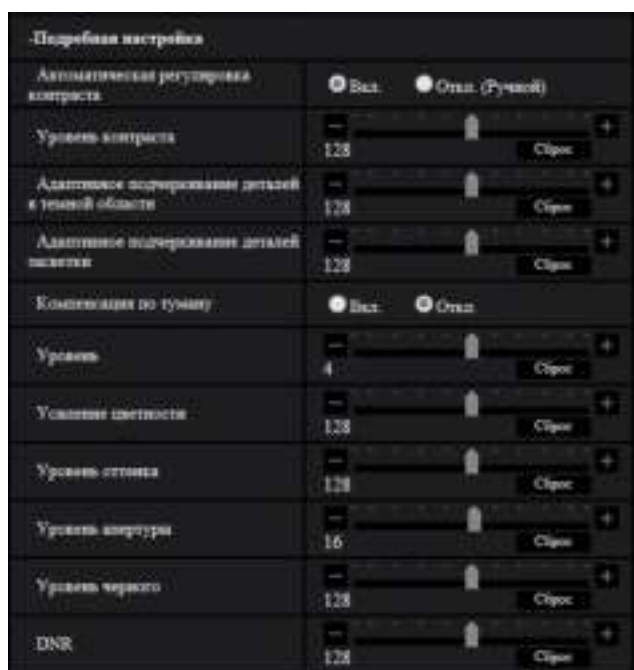 -Подробная настройка
Автоматическая регулировка
контраста
Вкл. Откл. (Ручной)
Уровень контраста
− +
128 Сброс
Адаптивное подчеркивание деталей
в темной области
− +
128 Сброс
Адаптивное подчеркивание деталей
засветки
− +
128 Сброс
Компенсация по туману
Вкл. Откл.
Уровень
− +
4 Сброс
Усиление цветности
− +
128 Сброс
Уровень оттенка
− +
128 Сброс
Уровень апертуры
− +
16 Сброс
Уровень черного
− +
128 Сброс
DNR
− +
128 Сброс